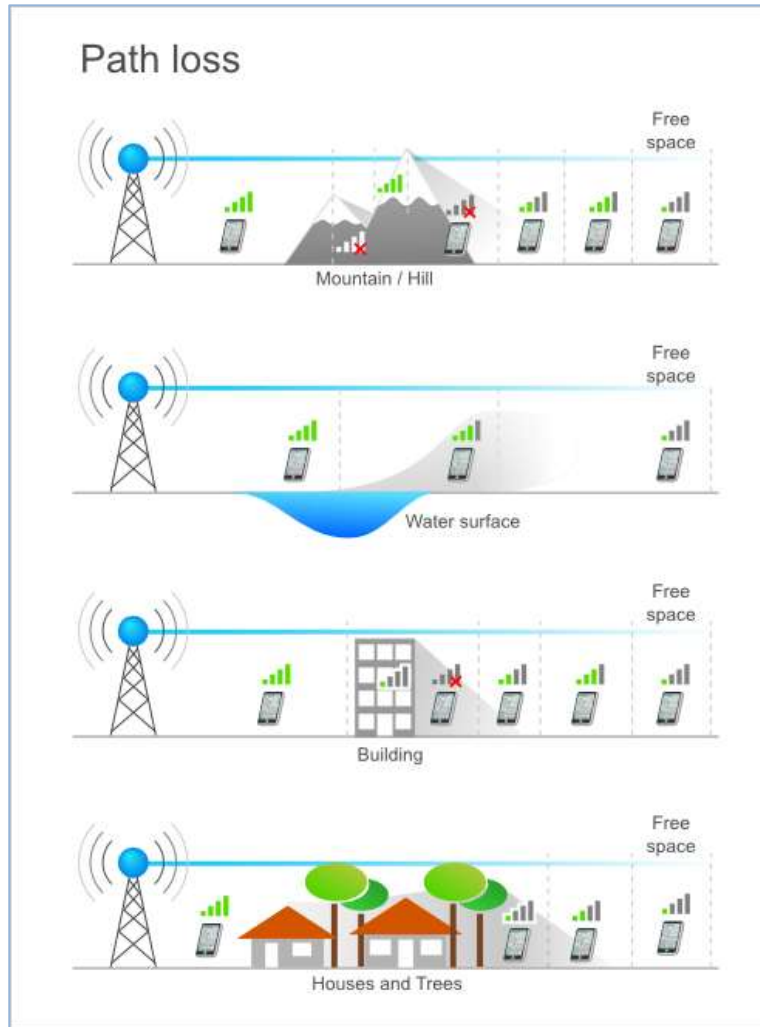 Path loss
Free
space
Mountain / Hill
Free
space
Water surface
Free
space
Building
Free
space
Houses and Trees